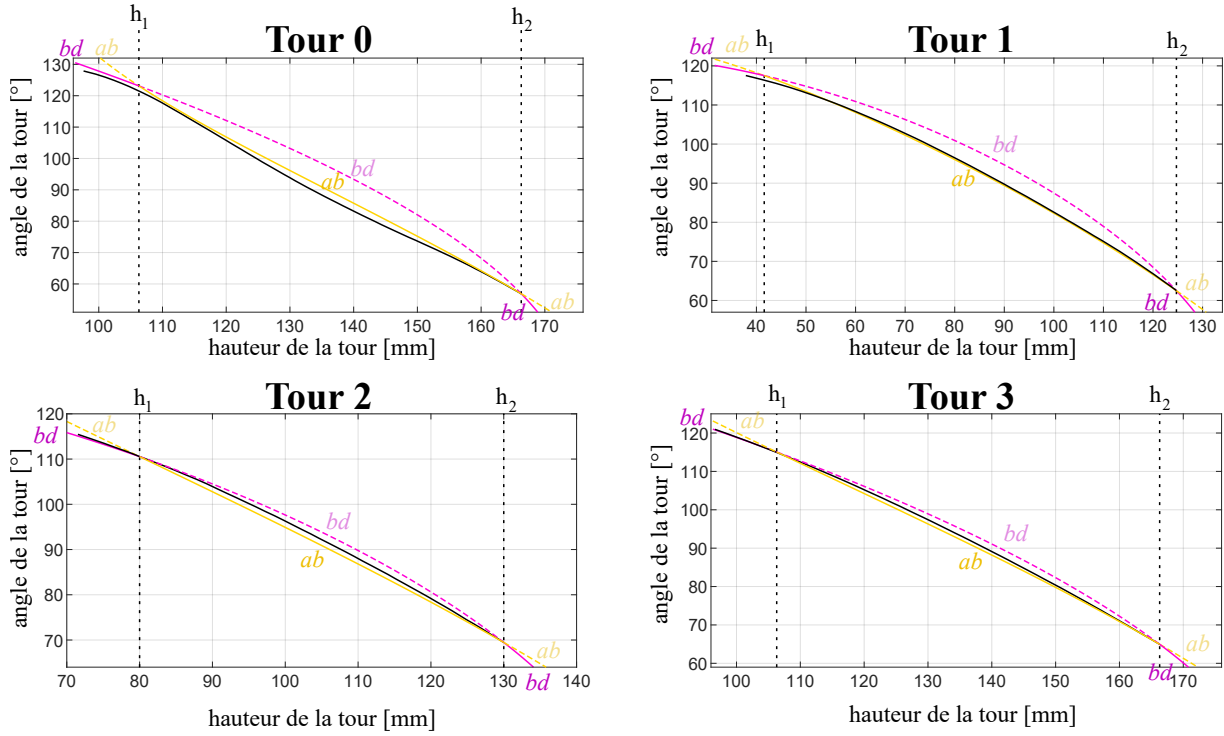 Tour 0
h1
h2
bd
ab
bd
ab
ab
bd
130
120
110
100
90
80
70
60
100
110
120
130
140
150
160
170
angle de la tour [°]
hauteur de la tour [mm]
Tour 1
h1
h2
bd
ab
bd
ab
ab
bd
120
110
100
90
80
70
60
40
50
60
70
80
90
100
110
120
130
angle de la tour [°]
hauteur de la tour [mm]
Tour 2
h1
h2
ab
bd
bd
ab
ab
bd
120
110
100
90
80
70
70
80
90
100
110
120
130
140
angle de la tour [°]
hauteur de la tour [mm]
Tour 3
h1
h2
bd
ab
bd
ab
ab
bd
120
110
100
90
80
70
60
100
110
120
130
140
150
160
170
angle de la tour [°]
hauteur de la tour [mm]